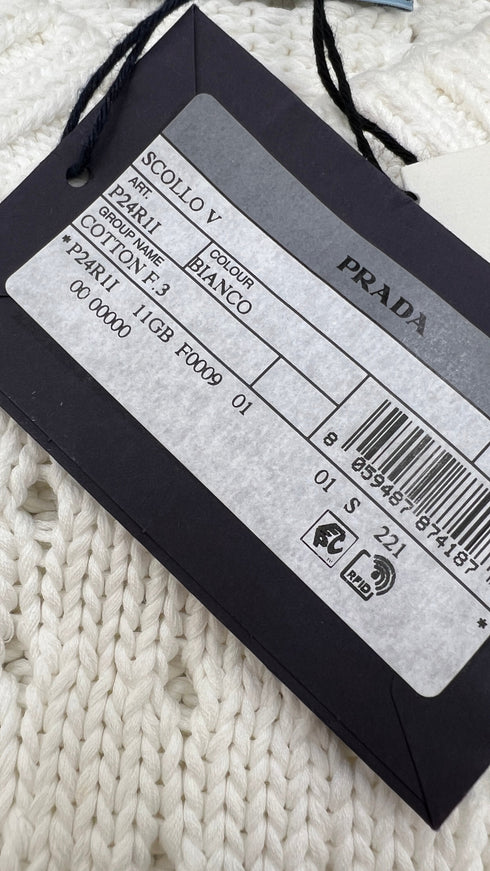 PRADA
SCOLLO V
ART.
P24R1I
COLOUR
BIANCO
GROUP NAME
COTTON F.3
*P24R1I 11GB F0009 01
00 00000
8 059487 874187
01 S 221
RFID
*